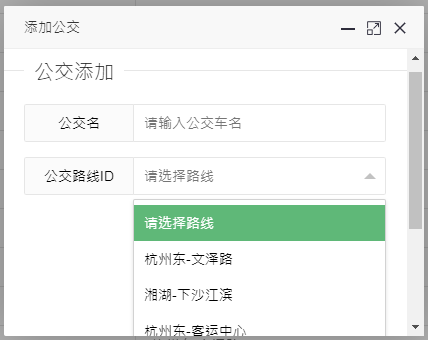 添加公交
公交添加
公交名
请输入公交车名
公交路线ID
请选择路线
请选择路线
杭州东-文泽路
湘湖-下沙江滨
杭州东-客运中心